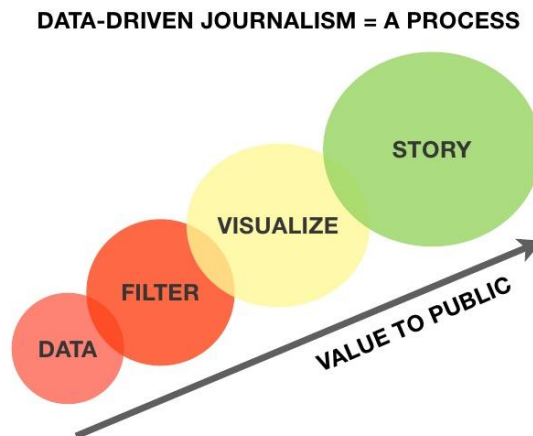 DATA-DRIVEN JOURNALISM = A PROCESS
STORY
VISUALIZE
FILTER
DATA
VALUE TO PUBLIC